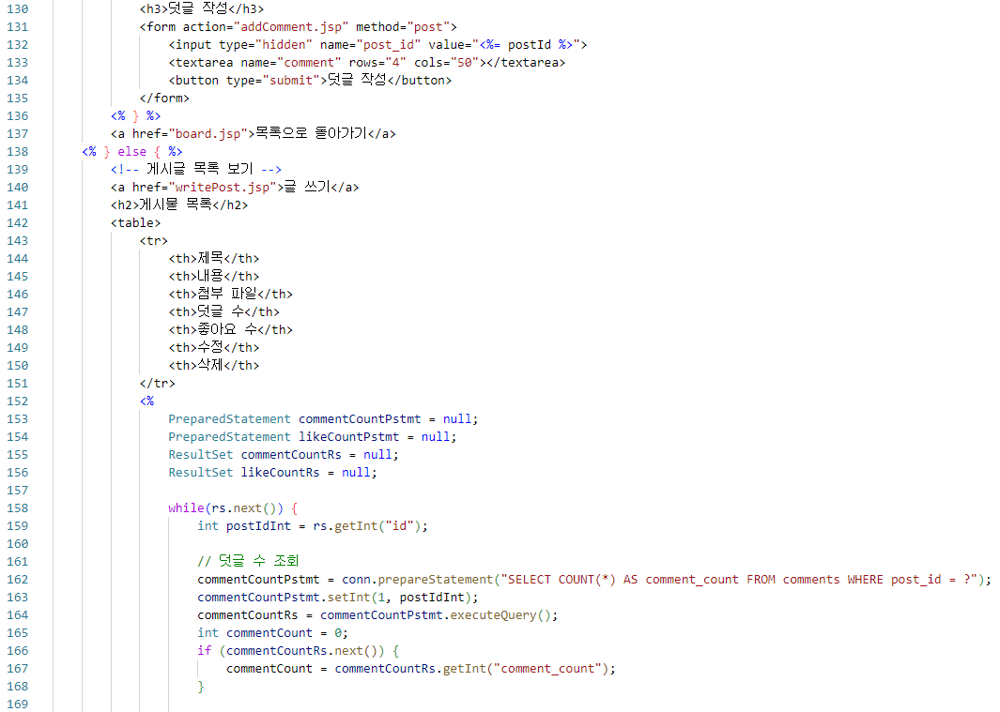 130 <h3>덧글 작성</h3>
131 <form action="addComment.jsp" method="post">
132 <input type="hidden" name="post_id" value="<%= postId %>">
133 <textarea name="comment" rows="4" cols="50"></textarea>
134 <button type="submit">덧글 작성</button>
135 </form>
136 <% } %>
137 <a href="board.jsp">목록으로 돌아가기</a>
138 <% } else { %>
139 <!-- 게시글 목록 보기 -->
140 <a href="writePost.jsp">글 쓰기</a>
141 <h2>게시물 목록</h2>
142 <table>
143 <tr>
144 <th>제목</th>
145 <th>내용</th>
146 <th>첨부 파일</th>
147 <th>덧글 수</th>
148 <th>좋아요 수</th>
149 <th>수정</th>
150 <th>삭제</th>
151 </tr>
152 <%
153 PreparedStatement commentCountPstmt = null;
154 PreparedStatement likeCountPstmt = null;
155 ResultSet commentCountRs = null;
156 ResultSet likeCountRs = null;
157
158 while(rs.next()) {
159 int postIdInt = rs.getInt("id");
160
161 // 덧글 수 조회
162 commentCountPstmt = conn.prepareStatement("SELECT COUNT(*) AS comment_count FROM comments WHERE post_id = ?");
163 commentCountPstmt.setInt(1, postIdInt);
164 commentCountRs = commentCountPstmt.executeQuery();
165 int commentCount = 0;
166 if (commentCountRs.next()) {
167 commentCount = commentCountRs.getInt("comment_count");
168 }
169